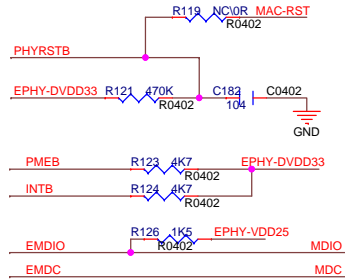 R119 NC\0R MAC-RST
R0402
PHYRSTB
EPHY-DVDD33 R121 470K C182 C0402
R0402 104
GND
PMEB R123 4K7 EPHY-DVDD33
R0402
INTB R124 4K7
R0402
R126 1K5 EPHY-VDD25
EMDIO R0402 MDIO
EMDC MDC